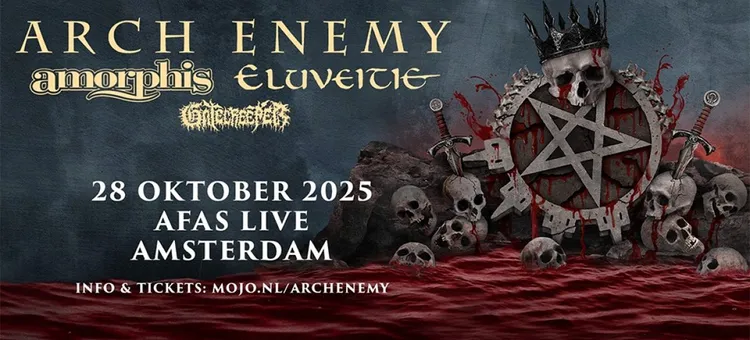 ARCH ENEMY
amorphis ELUVEITIE
GATECREEPER
28 OKTOBER 2025
AFAS LIVE
AMSTERDAM
INFO & TICKETS: MOJO.NL/ARCHENEMY